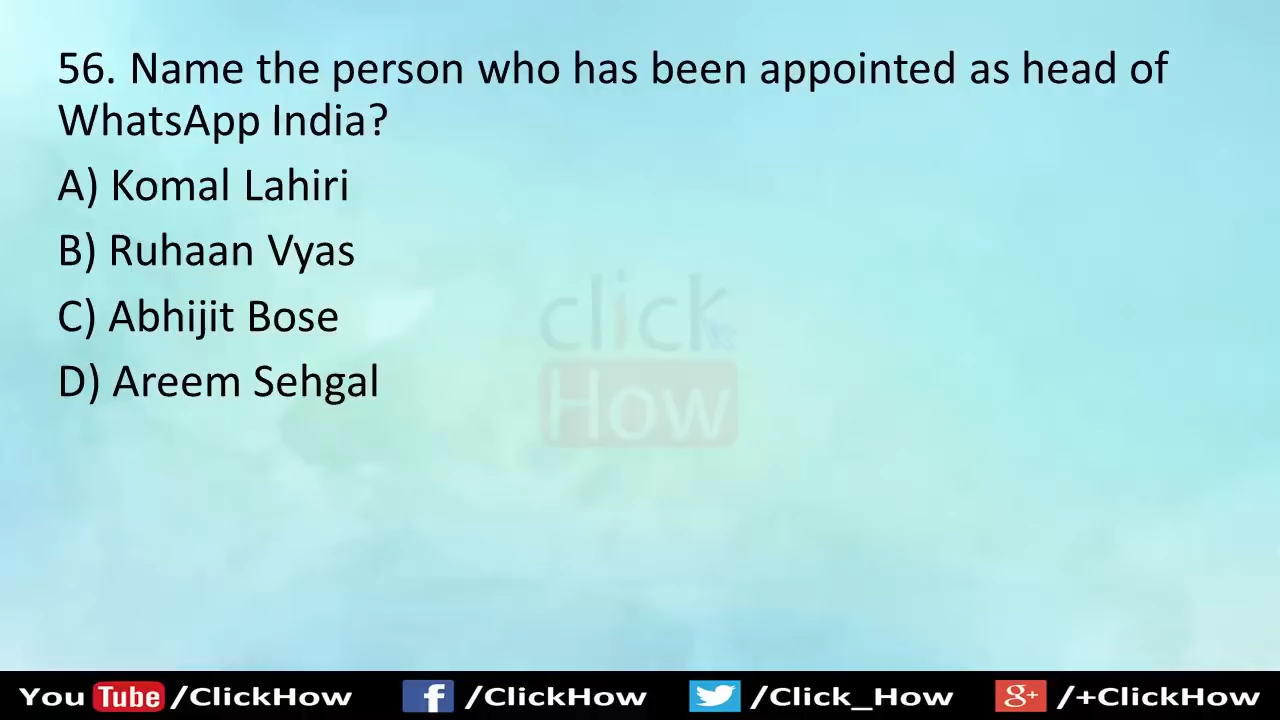 56. Name the person who has been appointed as head of
WhatsApp India?
A) Komal Lahiri
B) Ruhaan Vyas
C) Abhijit Bose
D) Areem Sehgal
click
How
You Tube /ClickHow f /ClickHow /Click_How g+ /+ClickHow